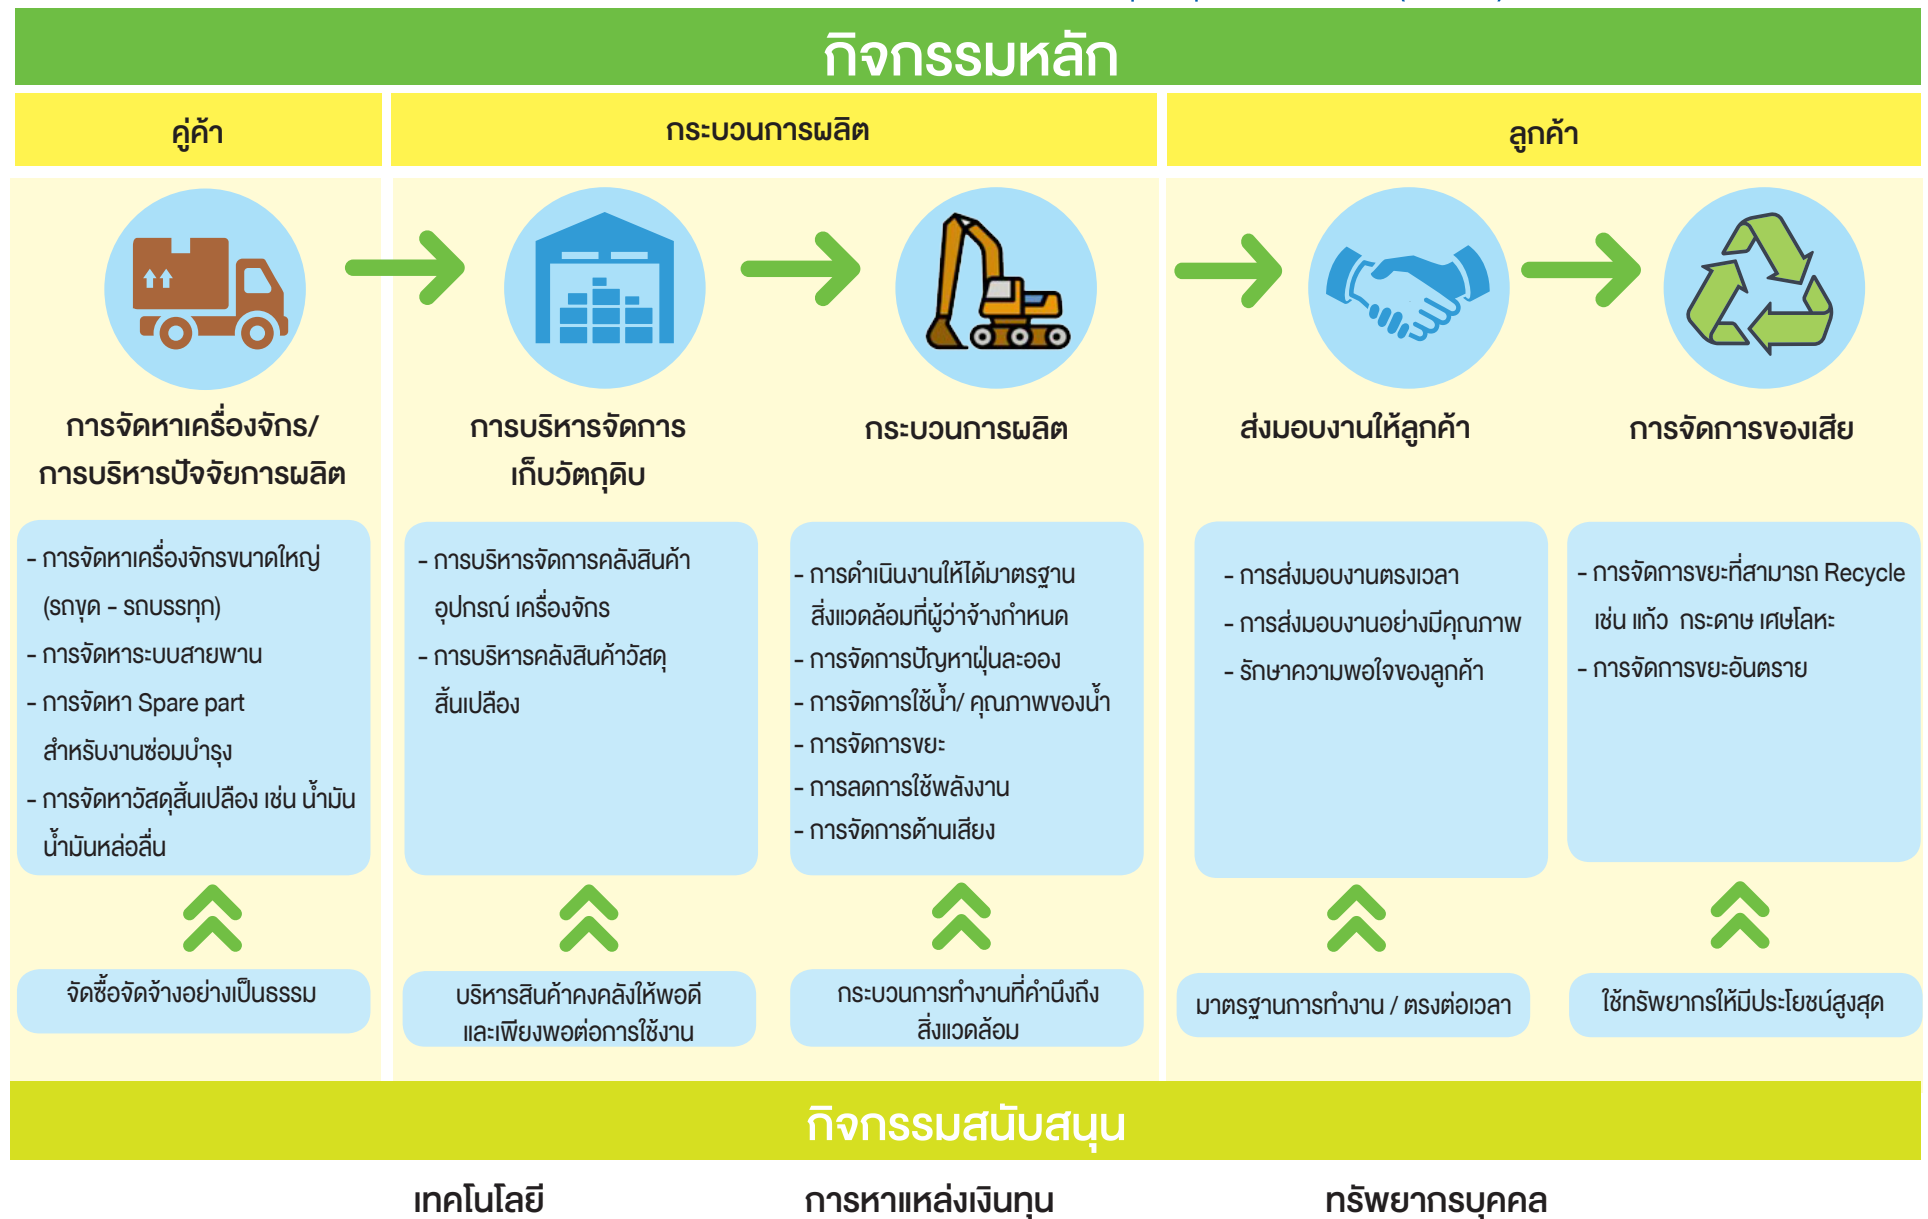 กิจกรรมหลัก
คู่ค้า
กระบวนการผลิต
ลูกค้า
การจัดหาเครื่องจักร/
การบริหารปัจจัยการผลิต
- การจัดหาเครื่องจักรขนาดใหญ่
(รถขุด - รถบรรทุก)
- การจัดหาระบบสายพาน
- การจัดหา Spare part
สำหรับงานซ่อมบำรุง
- การจัดหาวัสดุสิ้นเปลือง เช่น น้ำมัน
น้ำมันหล่อลื่น
จัดซื้อจัดจ้างอย่างเป็นธรรม
การบริหารจัดการ
เก็บวัตถุดิบ
- การบริหารจัดการคลังสินค้า
อุปกรณ์ เครื่องจักร
- การบริหารคลังสินค้าวัสดุ
สิ้นเปลือง
บริหารสินค้าคงคลังให้พอดี
และเพียงพอต่อการใช้งาน
กระบวนการผลิต
- การดำเนินงานให้ได้มาตรฐาน
สิ่งแวดล้อมที่ผู้ว่าจ้างกำหนด
- การจัดการปัญหาฝุ่นละออง
- การจัดการใช้น้ำ/ คุณภาพของน้ำ
- การจัดการขยะ
- การลดการใช้พลังงาน
- การจัดการด้านเสียง
กระบวนการทำงานที่คำนึงถึง
สิ่งแวดล้อม
ส่งมอบงานให้ลูกค้า
- การส่งมอบงานตรงเวลา
- การส่งมอบงานอย่างมีคุณภาพ
- รักษาความพอใจของลูกค้า
มาตรฐานการทำงาน / ตรงต่อเวลา
การจัดการของเสีย
- การจัดการขยะที่สามารถ Recycle
เช่น แก้ว กระดาษ เศษโลหะ
- การจัดการขยะอันตราย
ใช้ทรัพยากรให้มีประโยชน์สูงสุด
กิจกรรมสนับสนุน
เทคโนโลยี
การหาแหล่งเงินทุน
ทรัพยากรบุคคล